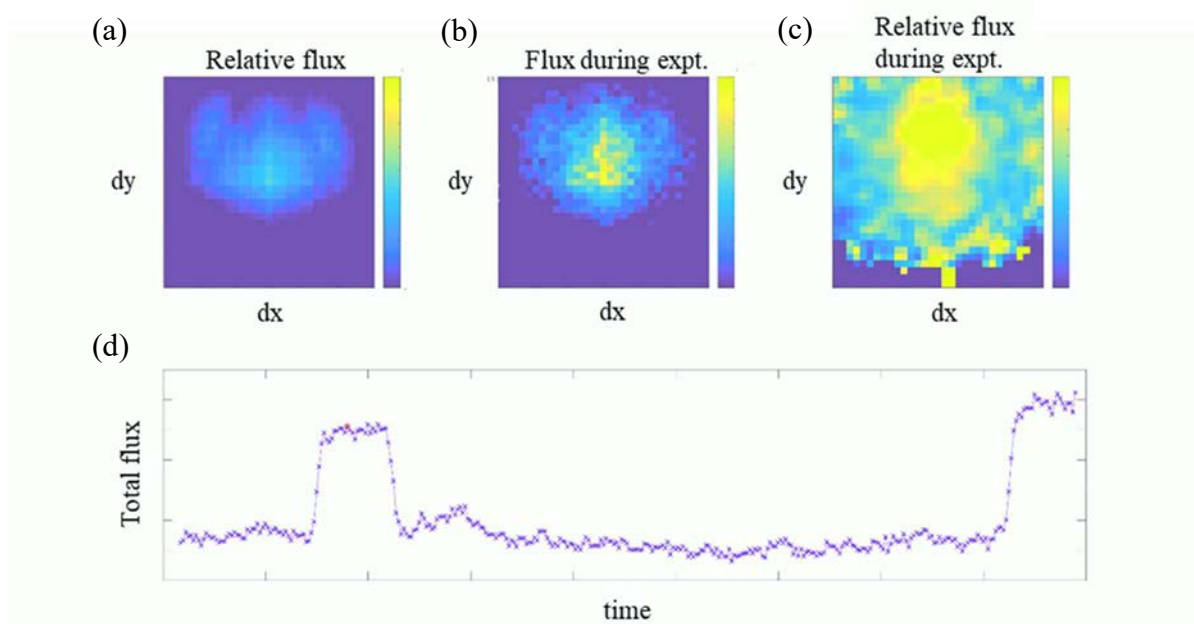 (a)
Relative flux
dy
dx
(b)
Flux during expt.
dy
dx
(c)
Relative flux
during expt.
dy
dx
(d)
Total flux
time